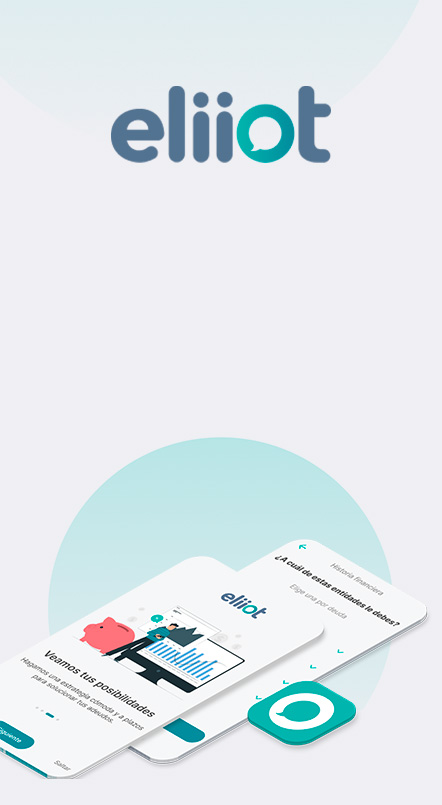 eliiot
eliiot
Veamos tus posibilidades
Hagamos una estrategia cómoda y a plazos
para solucionar tus adeudos.
Saltar
Historia financiera
¿A cuál de estas entidades le debes?
Elige una por deuda